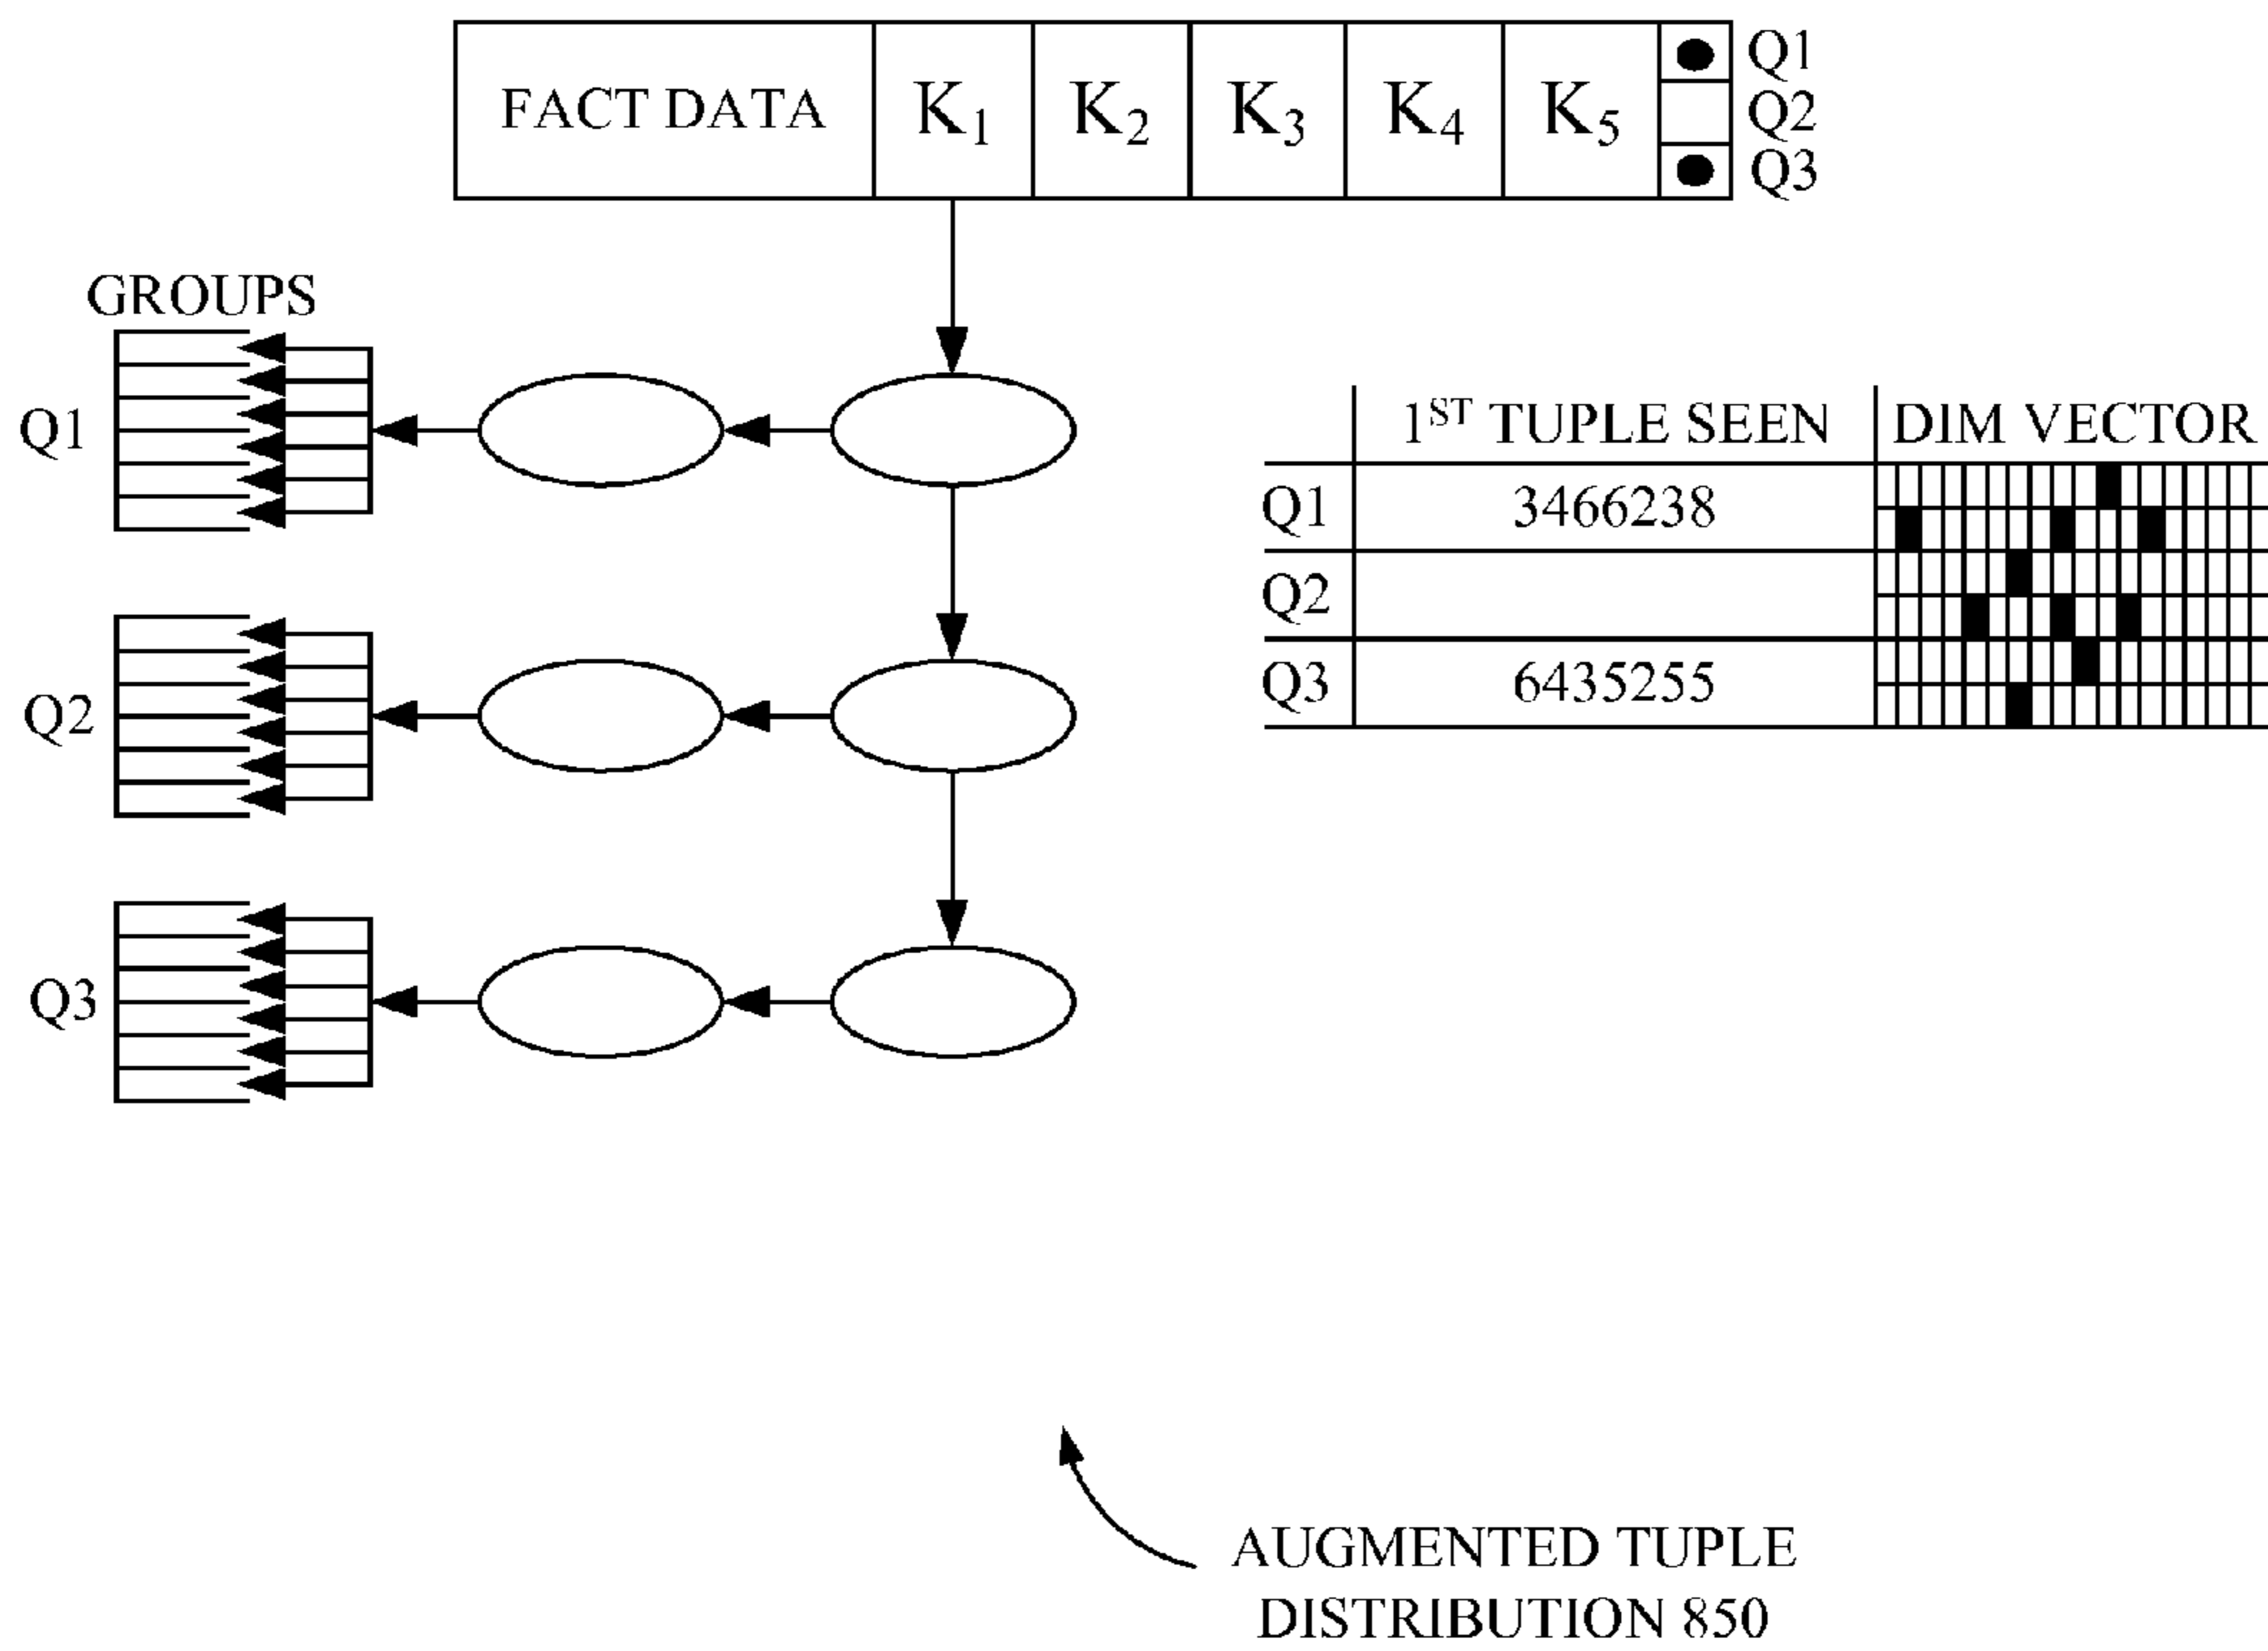 FACT DATA K1 K2 K3 K4 K5 Q1
Q2
Q3
GROUPS
Q1
Q2
Q3
1ST TUPLE SEEN DIM VECTOR
Q1 3466238
Q2
Q3 6435255
AUGMENTED TUPLE
DISTRIBUTION 850